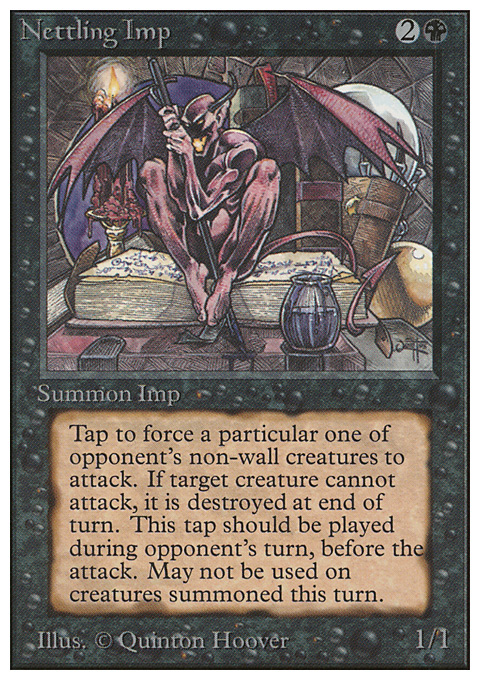 Nettling Imp 2
Summon Imp
Tap to force a particular one of
opponent's non-wall creatures to
attack. If target creature cannot
attack, it is destroyed at end of
turn. This tap should be played
during opponent's turn, before the
attack. May not be used on
creatures summoned this turn.
Illus. © Quinton Hoover 1/1